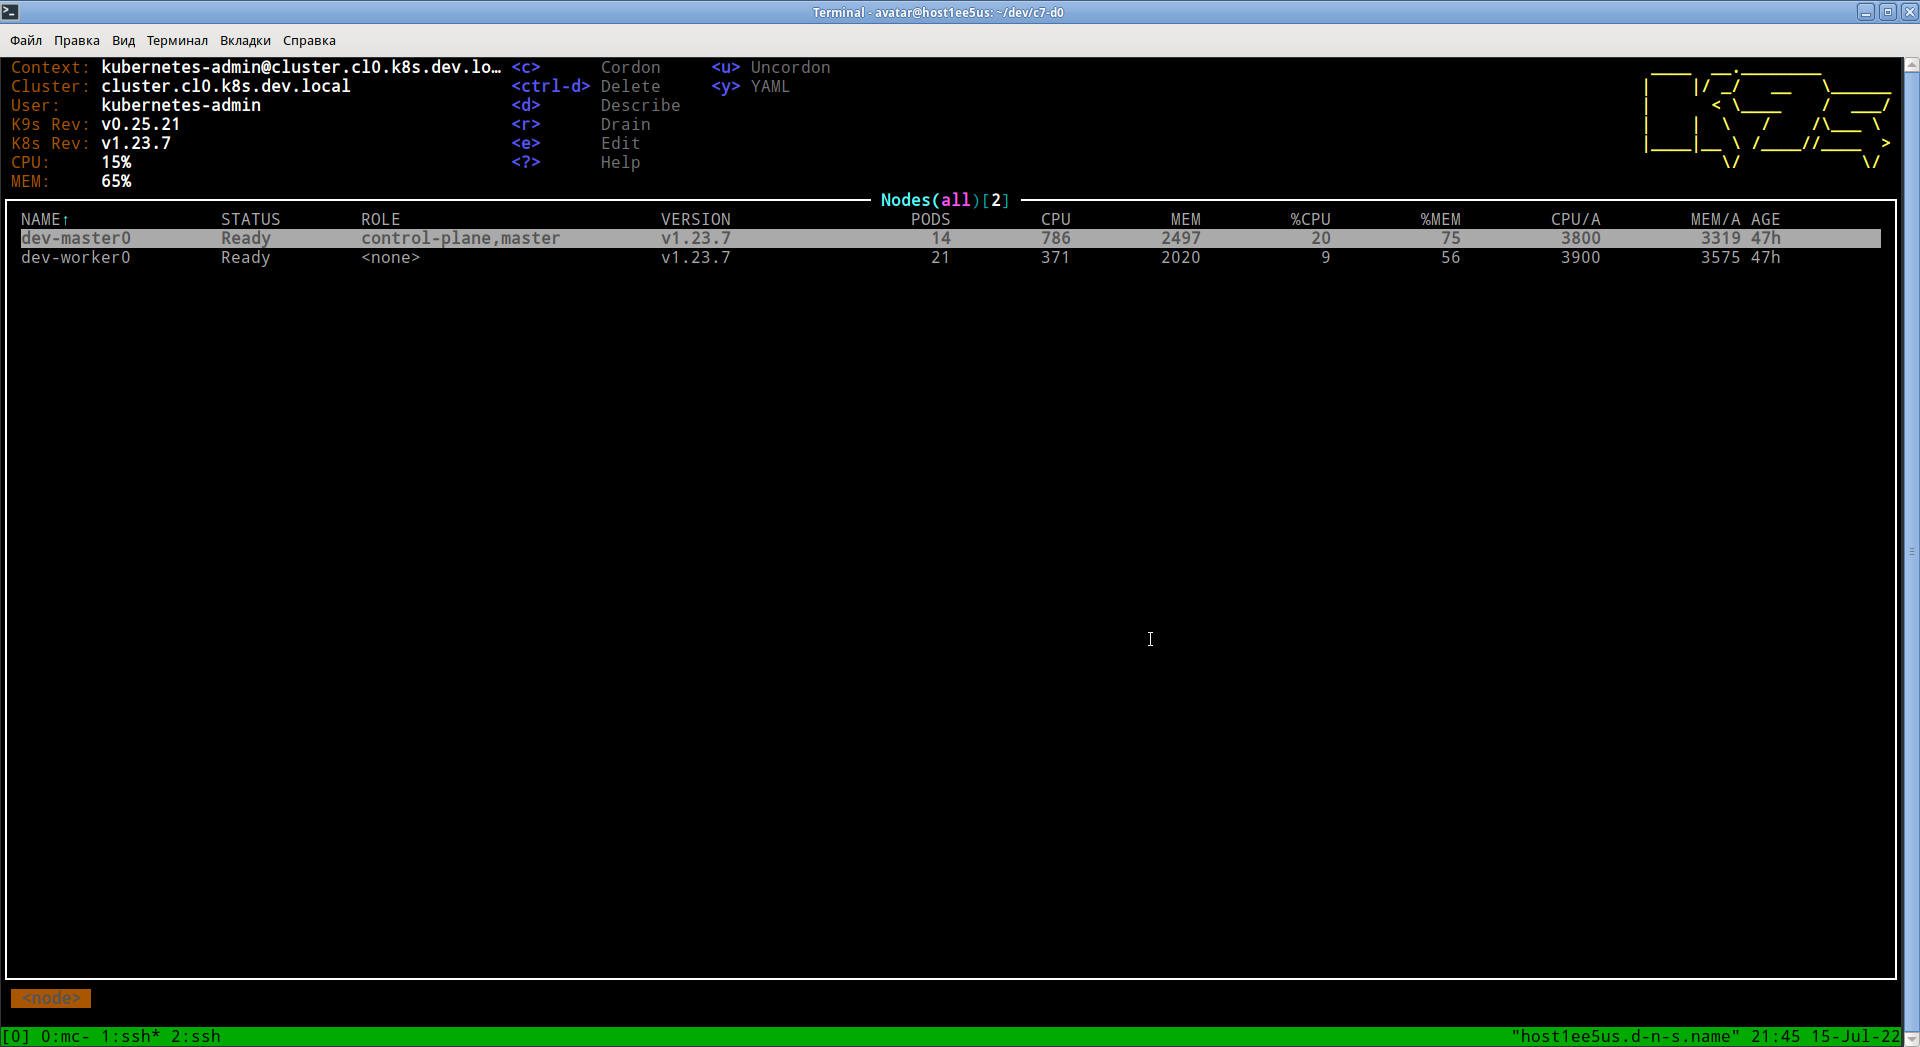 Terminal - avatar@host1ee5us: ~/dev/c7-d0
Файл Правка Вид Терминал Вкладки Справка
Context: kubernetes-admin@cluster.cl0.k8s.dev.lo… <c> Cordon <u> Uncordon
Cluster: cluster.cl0.k8s.dev.local <ctrl-d> Delete <y> YAML
User: kubernetes-admin <d> Describe
K9s Rev: v0.25.21 <r> Drain
K8s Rev: v1.23.7 <e> Edit
CPU: 15% <?> Help
MEM: 65%
K9s
Nodes(all)[2]
NAME↑ STATUS ROLE VERSION PODS CPU MEM %CPU %MEM CPU/A MEM/A AGE
dev-master0 Ready control-plane,master v1.23.7 14 786 2497 20 75 3800 3319 47h
dev-worker0 Ready <none> v1.23.7 21 371 2020 9 56 3900 3575 47h
<node>
[0] 0:mc- 1:ssh* 2:ssh "host1ee5us.d-n-s.name" 21:45 15-Jul-22